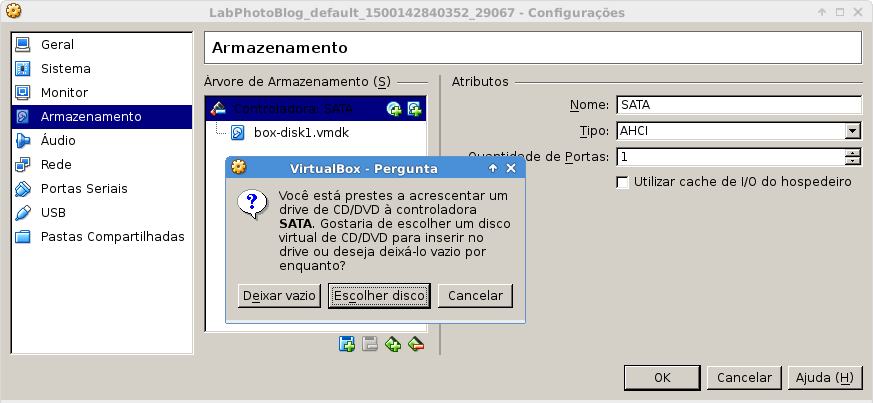 LabPhotoBlog_default_1500142840352_29067 - Configurações
Geral
Sistema
Monitor
Armazenamento
Áudio
Rede
Portas Seriais
USB
Pastas Compartilhadas
Armazenamento
Árvore de Armazenamento (S)
Controladora: SATA
box-disk1.vmdk
Atributos
Nome: SATA
Tipo: AHCI
Quantidade de Portas: 1
Utilizar cache de I/O do hospedeiro
VirtualBox - Pergunta
Você está prestes a acrescentar um
drive de CD/DVD à controladora
SATA. Gostaria de escolher um disco
virtual de CD/DVD para inserir no
drive ou deseja deixá-lo vazio por
enquanto?
Deixar vazio
Escolher disco
Cancelar
OK
Cancelar
Ajuda (H)